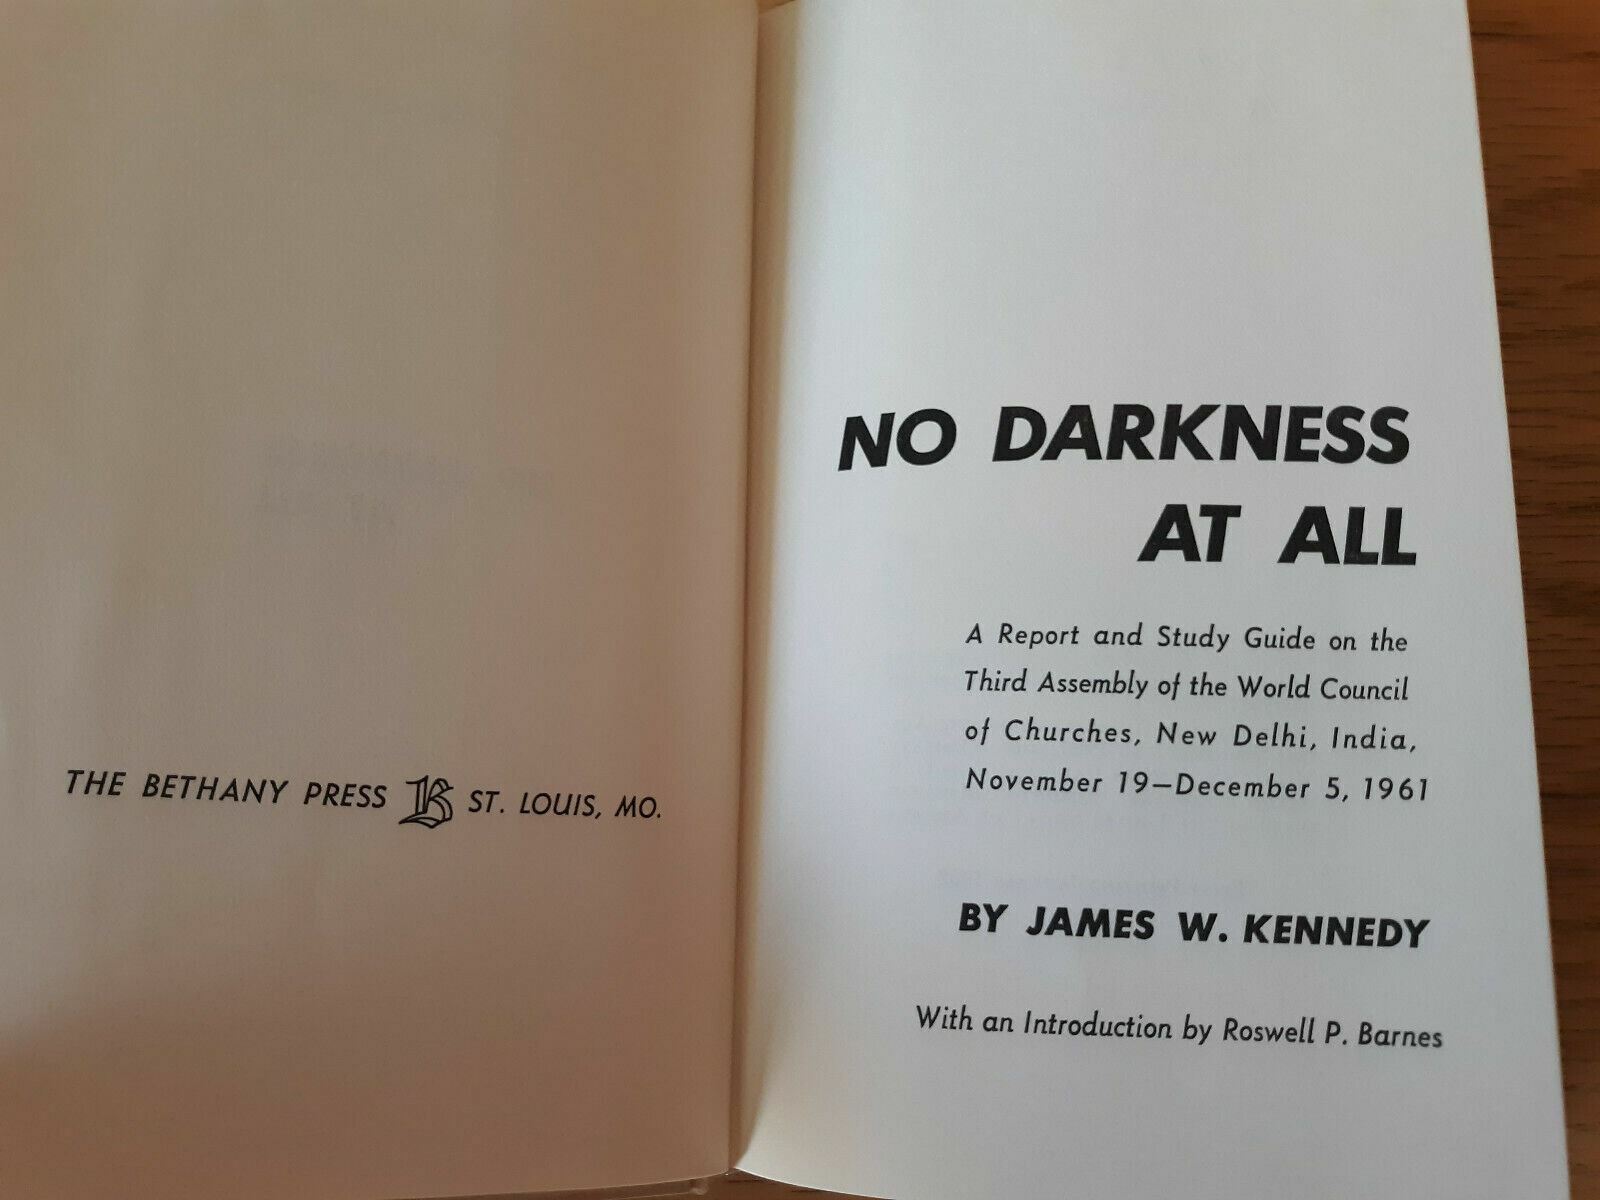 THE BETHANY PRESS B ST. LOUIS, MO.
NO DARKNESS
AT ALL
A Report and Study Guide on the
Third Assembly of the World Council
of Churches, New Delhi, India,
November 19—December 5, 1961
BY JAMES W. KENNEDY
With an Introduction by Roswell P. Barnes